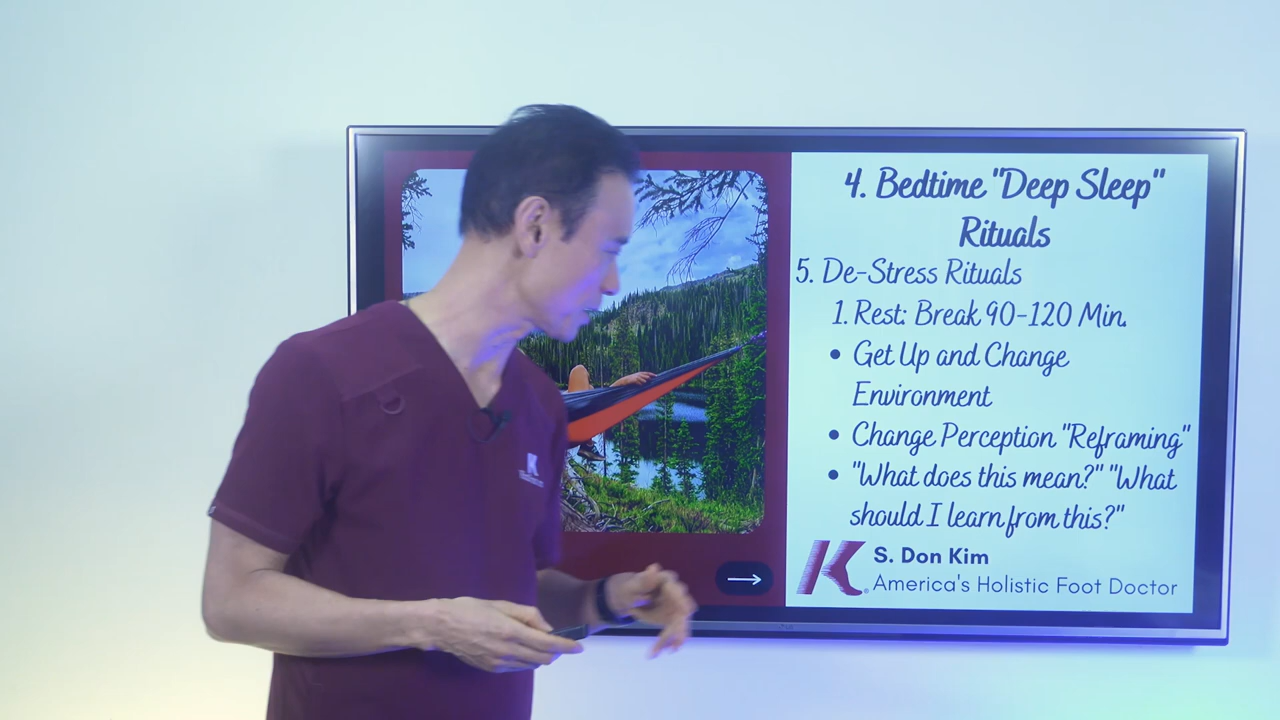 4. Bedtime "Deep Sleep"
Rituals
5. De-Stress Rituals
1. Rest: Break 90-120 Min.
• Get Up and Change
Environment
• Change Perception "Reframing"
• "What does this mean?" "What
should I learn from this?"
K® S. Don Kim
America's Holistic Foot Doctor
K